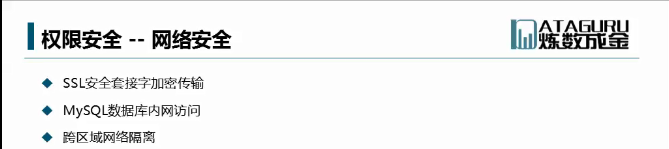 权限安全 -- 网络安全
DATAGURU
炼数成金
SSL安全套接字加密传输
MySQL数据库内网访问
跨区域网络隔离